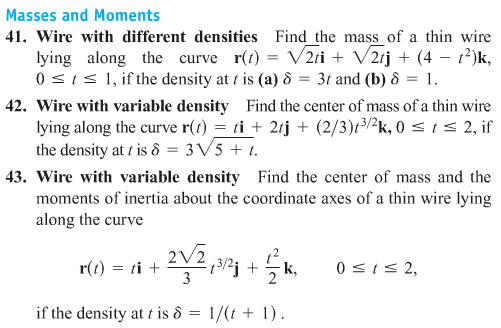 Masses and Moments
41. Wire with different densities Find the mass of a thin wire
lying along the curve r(t) = √2ti + √2tj + (4 − t²)k,
0 ≤ t ≤ 1, if the density at t is (a) δ = 3t and (b) δ = 1.
42. Wire with variable density Find the center of mass of a thin wire
lying along the curve r(t) = ti + 2tj + (2/3)t^{3/2}k, 0 ≤ t ≤ 2, if
the density at t is δ = 3√5 + t.
43. Wire with variable density Find the center of mass and the
moments of inertia about the coordinate axes of a thin wire lying
along the curve
r(t) = ti + \frac{2√2}{3}t^{3/2}j + \frac{t²}{2}k, 0 ≤ t ≤ 2,
if the density at t is δ = 1/(t + 1).